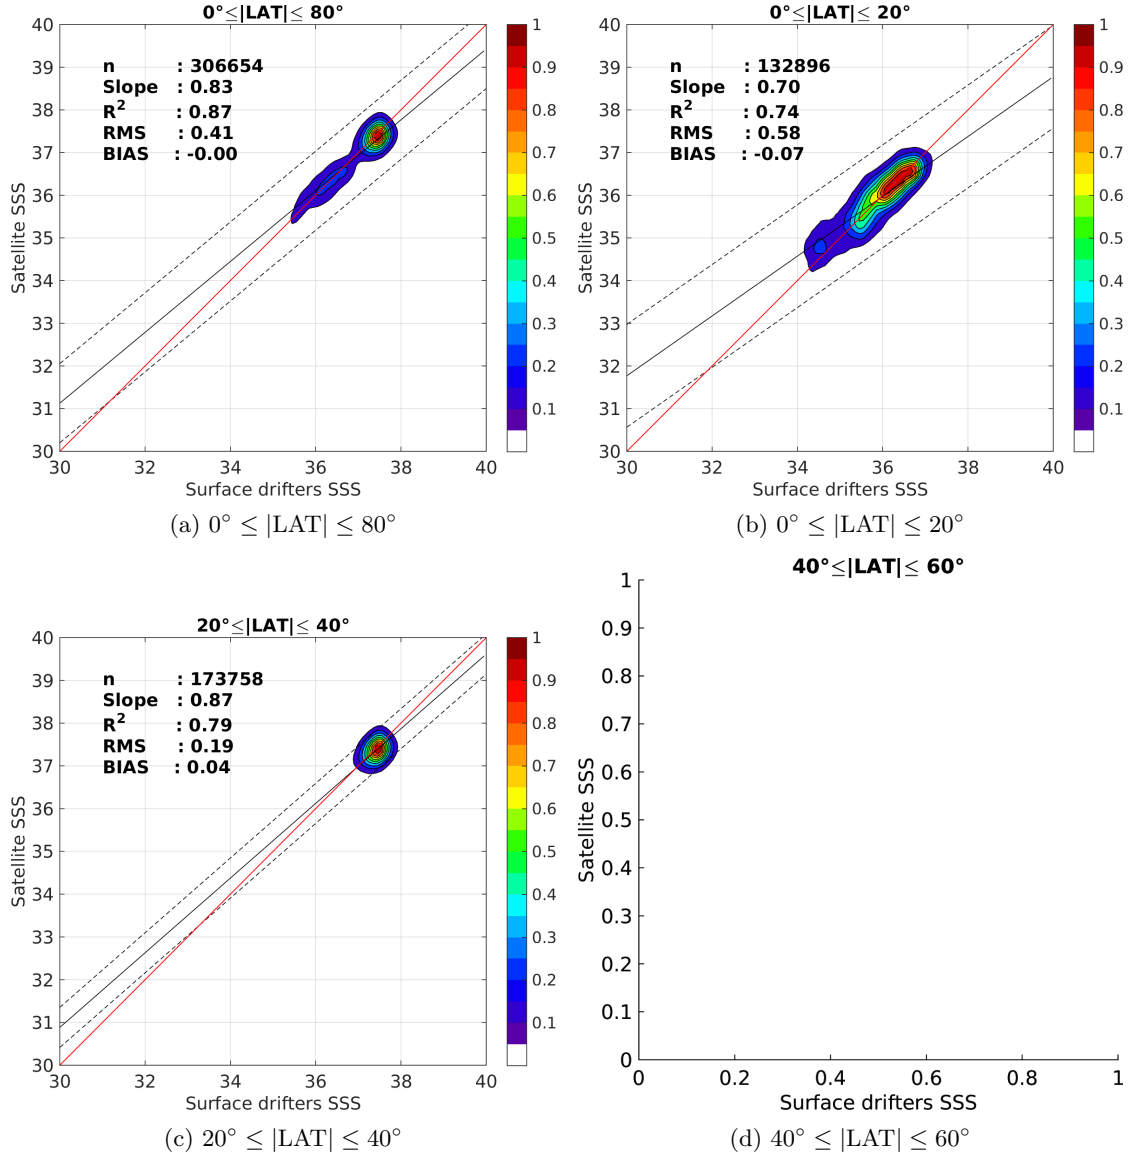 0°≤|LAT|≤ 80°
40
39
38
37
36
35
34
33
32
31
30
Satellite SSS
n : 306654
Slope : 0.83
R² : 0.87
RMS : 0.41
BIAS : -0.00
30 32 34 36 38 40
Surface drifters SSS
1
0.9
0.8
0.7
0.6
0.5
0.4
0.3
0.2
0.1
(a) 0° ≤ |LAT| ≤ 80°
0°≤|LAT|≤ 20°
40
39
38
37
36
35
34
33
32
31
30
Satellite SSS
n : 132896
Slope : 0.70
R² : 0.74
RMS : 0.58
BIAS : -0.07
30 32 34 36 38 40
Surface drifters SSS
1
0.9
0.8
0.7
0.6
0.5
0.4
0.3
0.2
0.1
(b) 0° ≤ |LAT| ≤ 20°
20°≤|LAT|≤ 40°
40
39
38
37
36
35
34
33
32
31
30
Satellite SSS
n : 173758
Slope : 0.87
R² : 0.79
RMS : 0.19
BIAS : 0.04
30 32 34 36 38 40
Surface drifters SSS
1
0.9
0.8
0.7
0.6
0.5
0.4
0.3
0.2
0.1
(c) 20° ≤ |LAT| ≤ 40°
40°≤|LAT|≤ 60°
1
0.9
0.8
0.7
0.6
0.5
0.4
0.3
0.2
0.1
0
Satellite SSS
0 0.2 0.4 0.6 0.8 1
Surface drifters SSS
(d) 40° ≤ |LAT| ≤ 60°